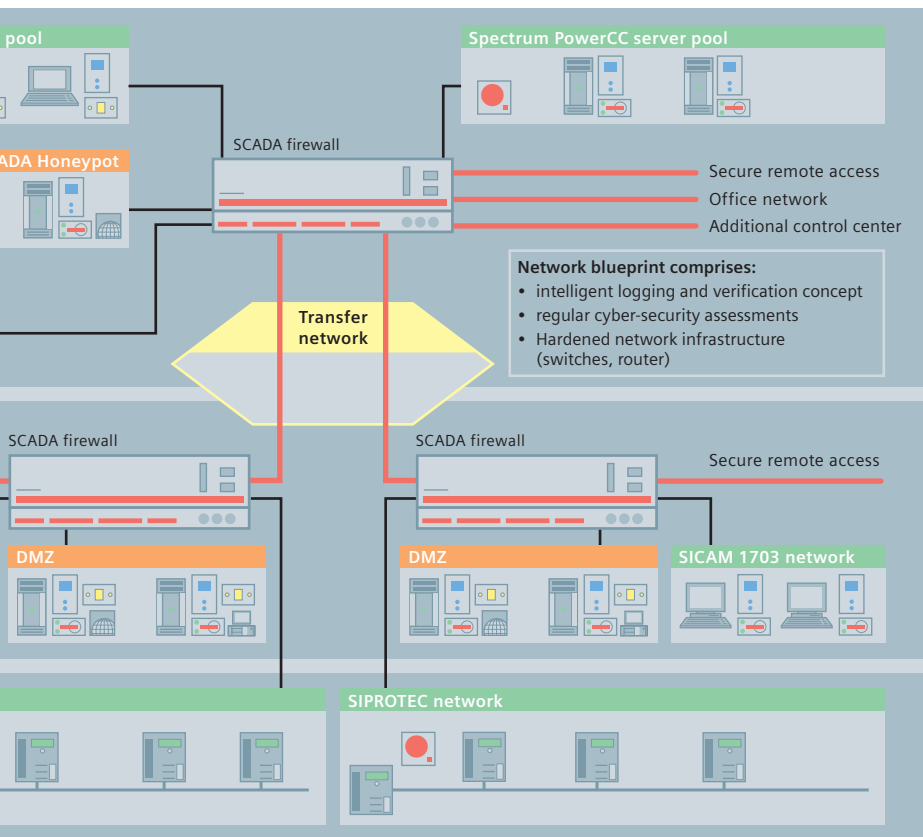 pool
Spectrum PowerCC server pool
SCADA firewall
ADA Honeypot
Secure remote access
Office network
Additional control center
Network blueprint comprises:
• intelligent logging and verification concept
• regular cyber-security assessments
• Hardened network infrastructure
(switches, router)
Transfer
network
SCADA firewall
SCADA firewall
Secure remote access
DMZ
DMZ
SICAM 1703 network
SIPROTEC network